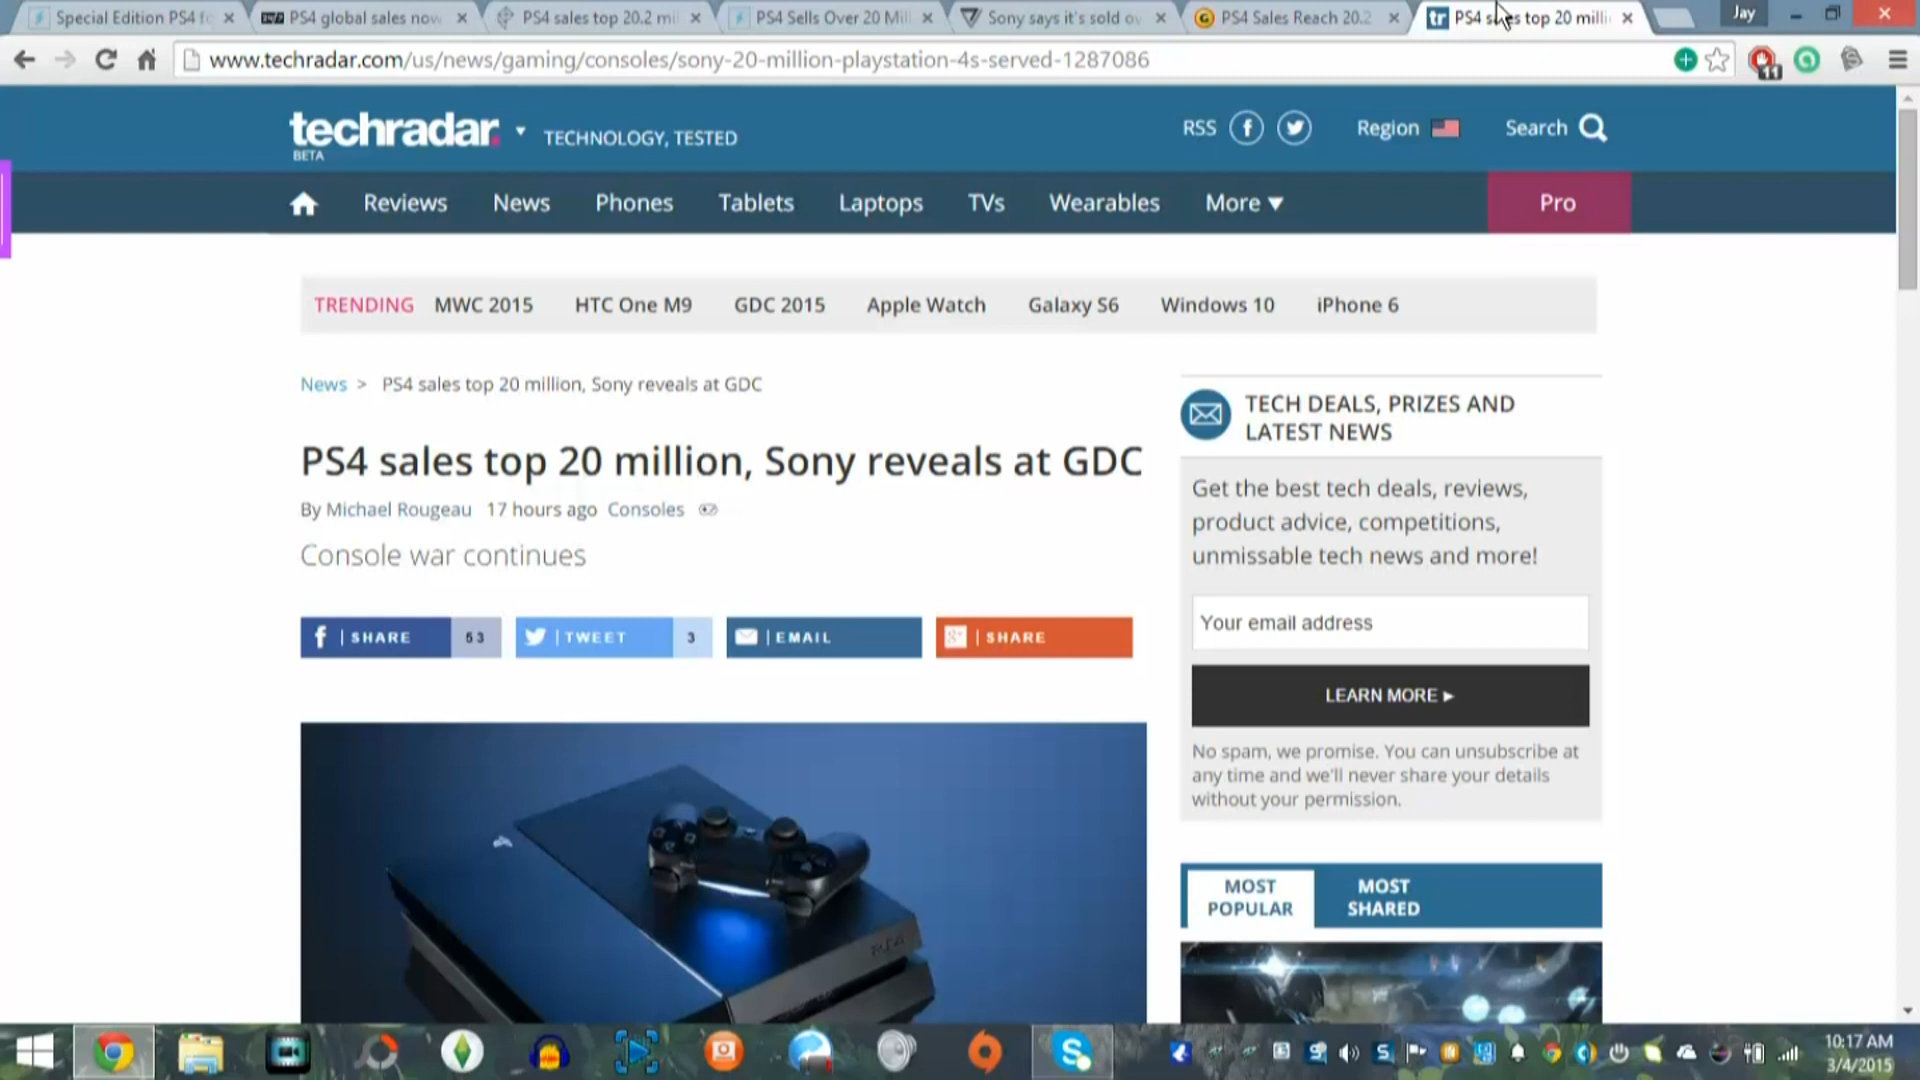 Special Edition PS4 f
PS4 global sales now
PS4 sales top 20.2 mi
PS4 Sells Over 20 Mil
Sony says it's sold ov
PS4 Sales Reach 20.2
tr PS4 sales top 20 milli
Jay
www.techradar.com/us/news/gaming/consoles/sony-20-million-playstation-4s-served-1287086
11
techradar.
BETA
TECHNOLOGY, TESTED
RSS
Region
Search
Reviews News Phones Tablets Laptops TVs Wearables More Pro
TRENDING MWC 2015 HTC One M9 GDC 2015 Apple Watch Galaxy S6 Windows 10 iPhone 6
News > PS4 sales top 20 million, Sony reveals at GDC
PS4 sales top 20 million, Sony reveals at GDC
By Michael Rougeau 17 hours ago Consoles
Console war continues
f | SHARE 53
| TWEET 3
| EMAIL
| SHARE
PS4
TECH DEALS, PRIZES AND
LATEST NEWS
Get the best tech deals, reviews,
product advice, competitions,
unmissable tech news and more!
Your email address
LEARN MORE ▸
No spam, we promise. You can unsubscribe at
any time and we'll never share your details
without your permission.
MOST
POPULAR
MOST
SHARED
10:17 AM
3/4/2015